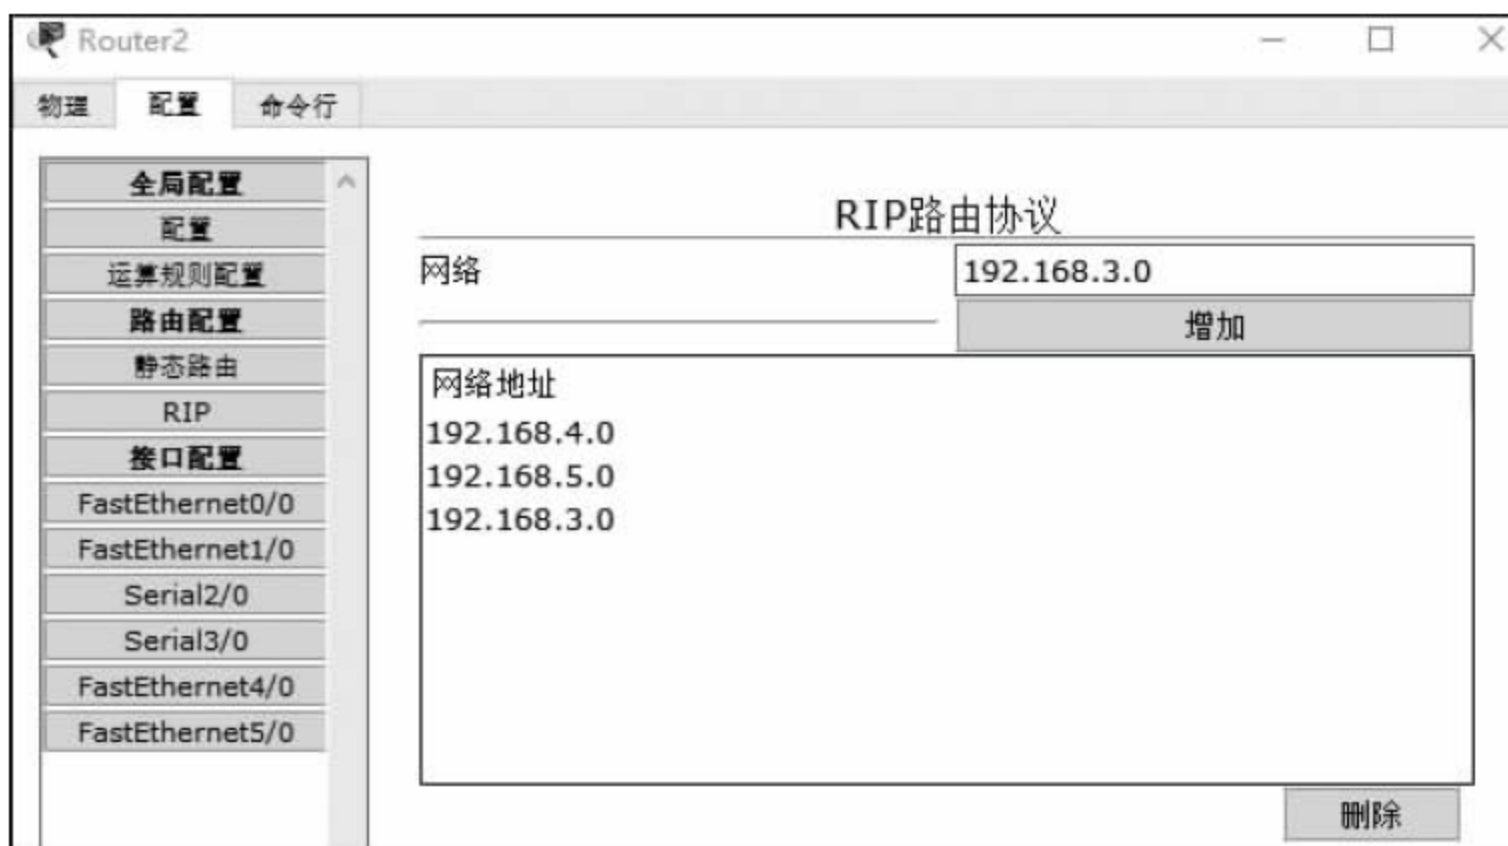 Router2
物理 配置 命令行
全局配置
配置
运算规则配置
路由配置
静态路由
RIP
接口配置
FastEthernet0/0
FastEthernet1/0
Serial2/0
Serial3/0
FastEthernet4/0
FastEthernet5/0
RIP路由协议
网络 192.168.3.0
增加
网络地址
192.168.4.0
192.168.5.0
192.168.3.0
删除